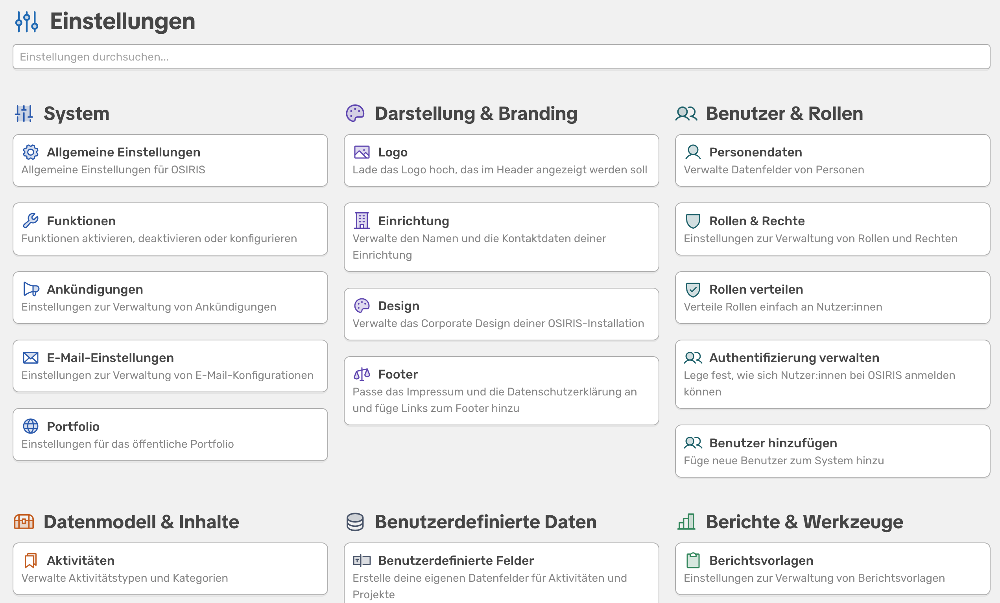 Einstellungen
Einstellungen durchsuchen...
System
Allgemeine Einstellungen
Allgemeine Einstellungen für OSIRIS
Funktionen
Funktionen aktivieren, deaktivieren oder konfigurieren
Ankündigungen
Einstellungen zur Verwaltung von Ankündigungen
E-Mail-Einstellungen
Einstellungen zur Verwaltung von E-Mail-Konfigurationen
Portfolio
Einstellungen für das öffentliche Portfolio
Darstellung & Branding
Logo
Lade das Logo hoch, das im Header angezeigt werden soll
Einrichtung
Verwalte den Namen und die Kontaktdaten deiner
Einrichtung
Design
Verwalte das Corporate Design deiner OSIRIS-Installation
Footer
Passe das Impressum und die Datenschutzerklärung an
und füge Links zum Footer hinzu
Benutzer & Rollen
Personendaten
Verwalte Datenfelder von Personen
Rollen & Rechte
Einstellungen zur Verwaltung von Rollen und Rechten
Rollen verteilen
Verteile Rollen einfach an Nutzer:innen
Authentifizierung verwalten
Lege fest, wie sich Nutzer:innen bei OSIRIS anmelden
können
Benutzer hinzufügen
Füge neue Benutzer zum System hinzu
Datenmodell & Inhalte
Aktivitäten
Verwalte Aktivitätstypen und Kategorien
Benutzerdefinierte Daten
Benutzerdefinierte Felder
Erstelle deine eigenen Datenfelder für Aktivitäten und
Projekte
Berichte & Werkzeuge
Berichtsvorlagen
Einstellungen zur Verwaltung von Berichtsvorlagen